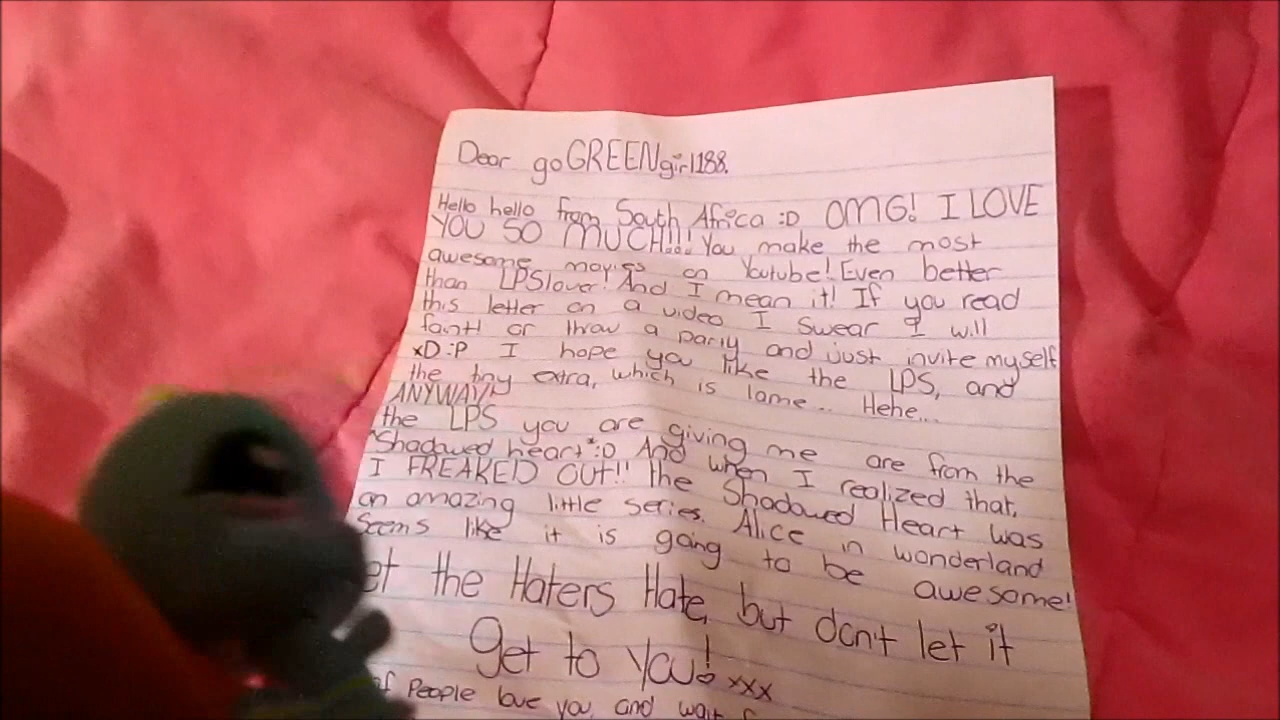 Dear goGREENgirl188.
Hello hello from South Africa :D OMG! I LOVE
YOU SO MUCH!!! You make the most
awesome movies on Youtube! Even better
than LPSlover! And I mean it! If you read
this letter on a video I swear I will
faint! or throw a party and just invite myself
xD :P I hope you like the LPS, and
the tiny extra, which is lame... Hehe...
ANYWAY!
the LPS you are giving me are from the
"Shadowed heart" :D And when I realized that,
I FREAKED OUT!! The Shadowed Heart was
an amazing little series. Alice in wonderland
Seems like it is going to be awesome!
et the Haters Hate, but don't let it
get to you! xxx
of People love you, and wait